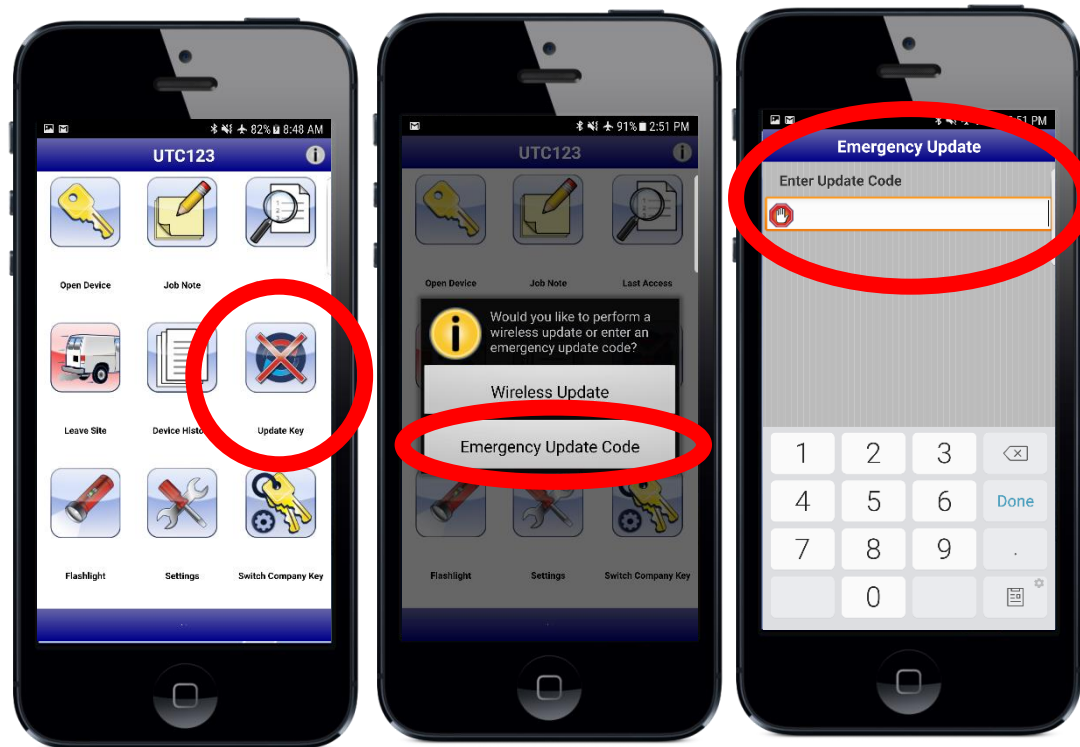 82% 8:48 AM
UTC123
Open Device
Job Note
Leave Site
Device
Update Key
Flashlight
Settings
Switch Company Key
91% 2:51 PM
UTC123
Open Device
Job Note
Last Access
Would you like to perform a
wireless update or enter an
emergency update code?
Wireless Update
Emergency Update Code
Flashlight
Settings
Switch Company Key
PM
Emergency Update
Enter Update Code
1
2
3
4
5
6
Done
7
8
9
.
0